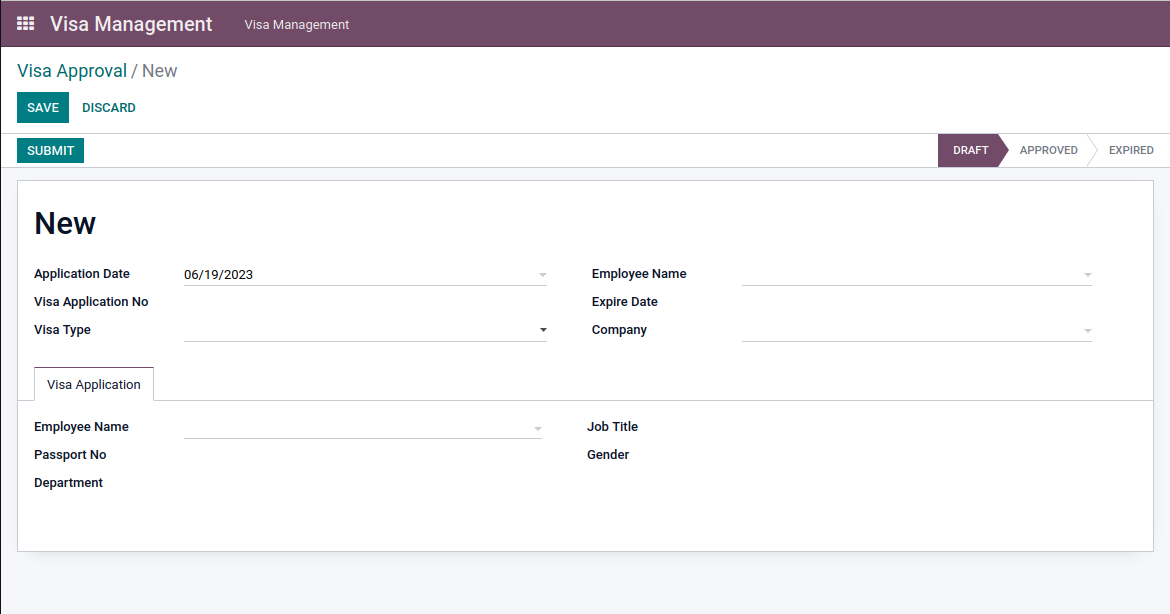 Visa Management Visa Management
Visa Approval / New
SAVE DISCARD
SUBMIT DRAFT APPROVED EXPIRED
New
Application Date 06/19/2023 Employee Name
Visa Application No Expire Date
Visa Type Company
Visa Application
Employee Name Job Title
Passport No Gender
Department